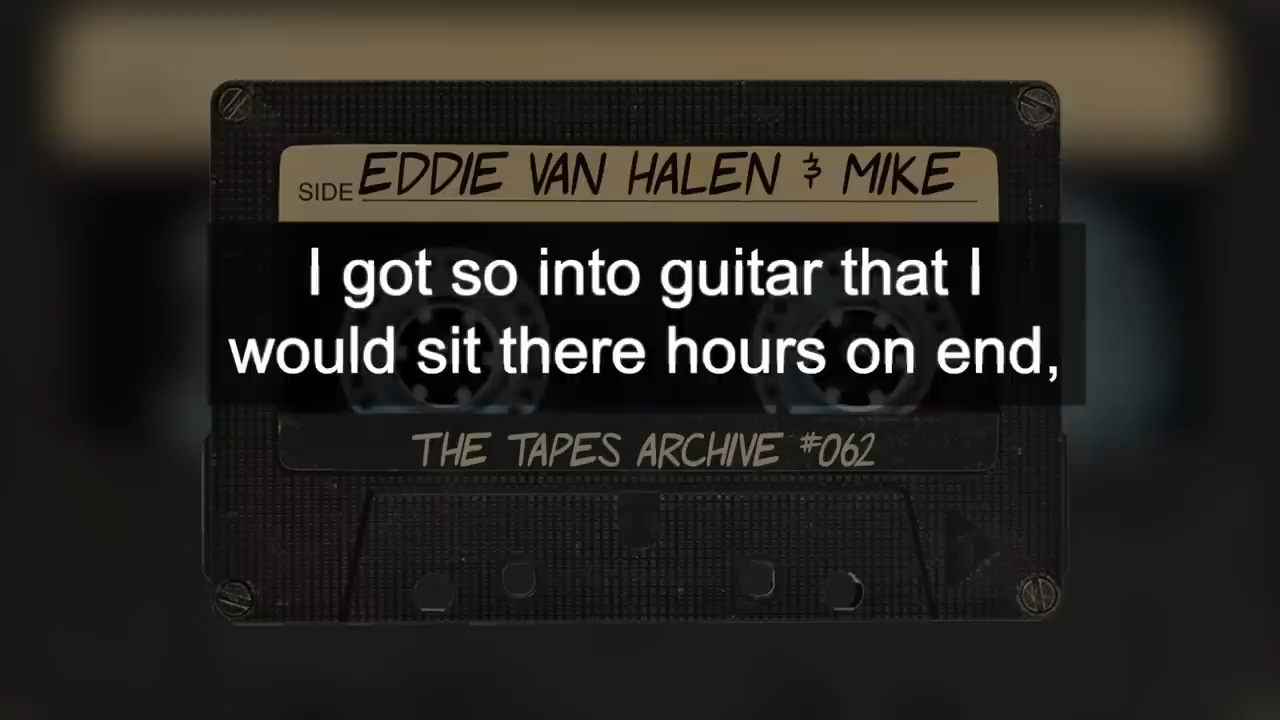 SIDE EDDIE VAN HALEN & MIKE
I got so into guitar that I
would sit there hours on end,
THE TAPES ARCHIVE #062